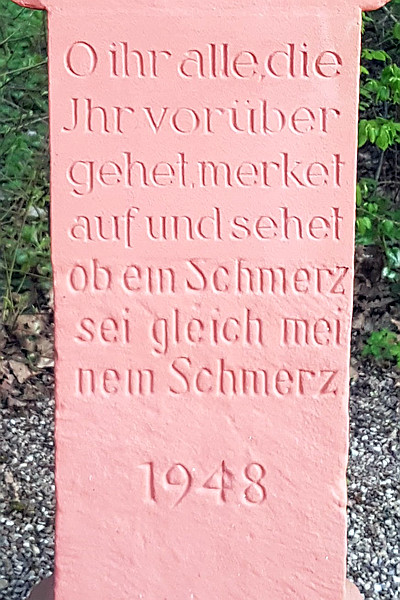 O ihr alle, die
Jhr vorüber
gehet, merket
auf und sehet
ob ein Schmerz
sei gleich mei
nem Schmerz
1948